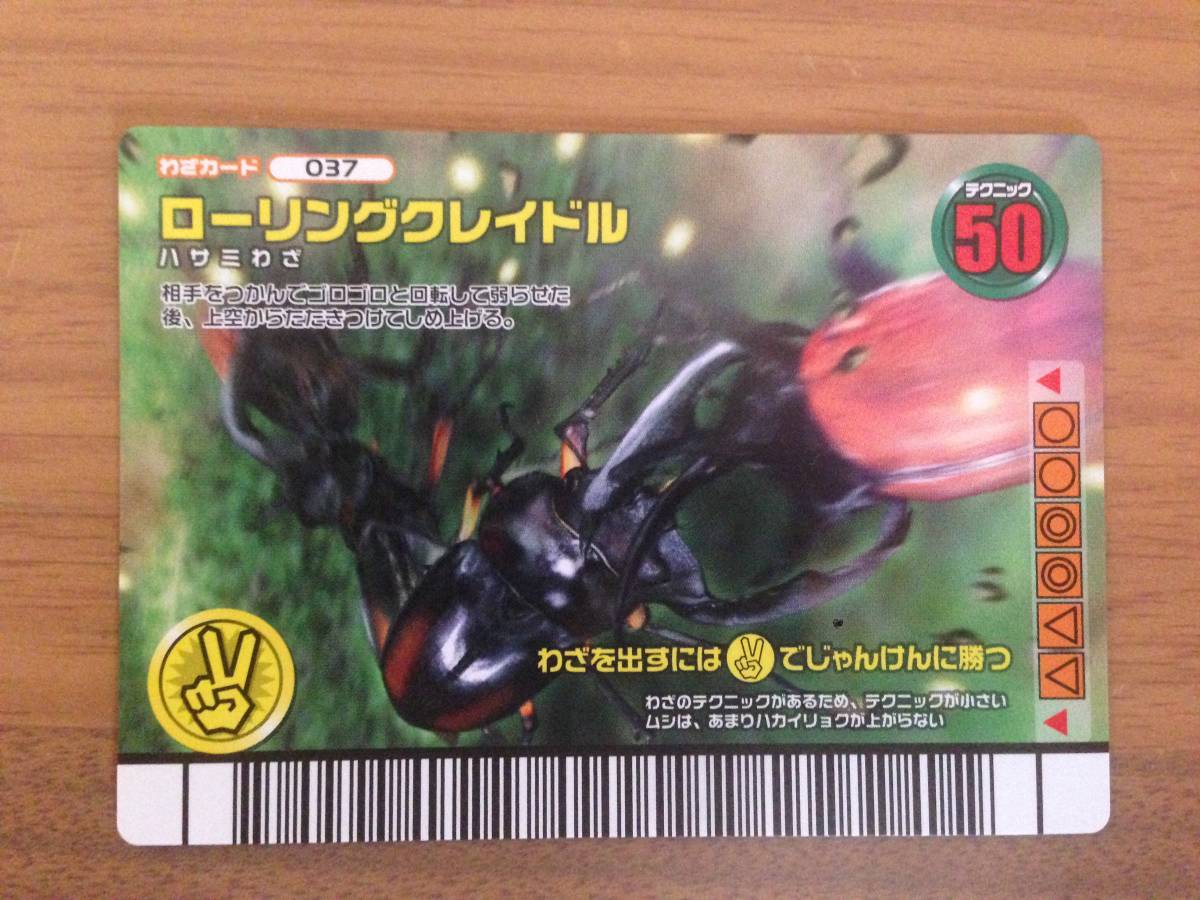 わざカード 037
ローリングクレイドル
ハサミわざ
相手をつかんでゴロゴロと回転して弱らせた
後、上空からたたきつけてしめ上げる。
テクニック
50
わざを出すには でじゃんけんに勝つ
わざのテクニックがあるため、テクニックが小さい
ムシは、あまりハカイリョクが上がらない